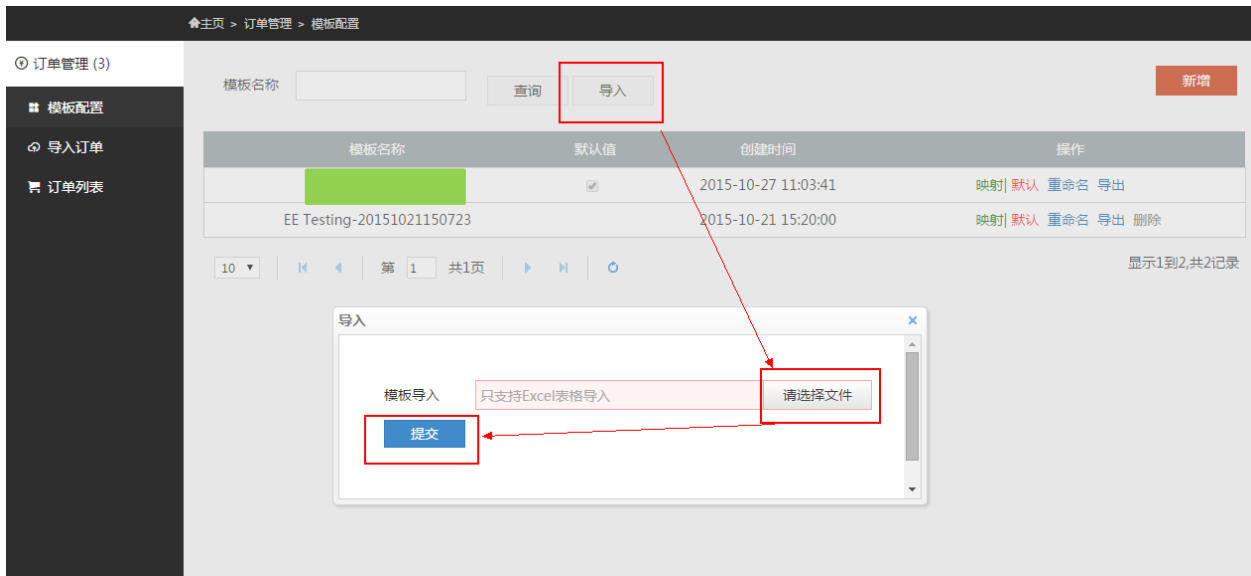 主页 > 订单管理 > 模板配置
订单管理 (3)
模板配置
导入订单
订单列表
模板名称 查询 导入 新增
模板名称 默认值 创建时间 操作
2015-10-27 11:03:41 映射| 默认 重命名 导出
EE Testing-20151021150723 2015-10-21 15:20:00 映射| 默认 重命名 导出 删除
10 第 1 共1页 显示1到2,共2记录
导入 ×
模板导入 只支持Excel表格导入 请选择文件
提交